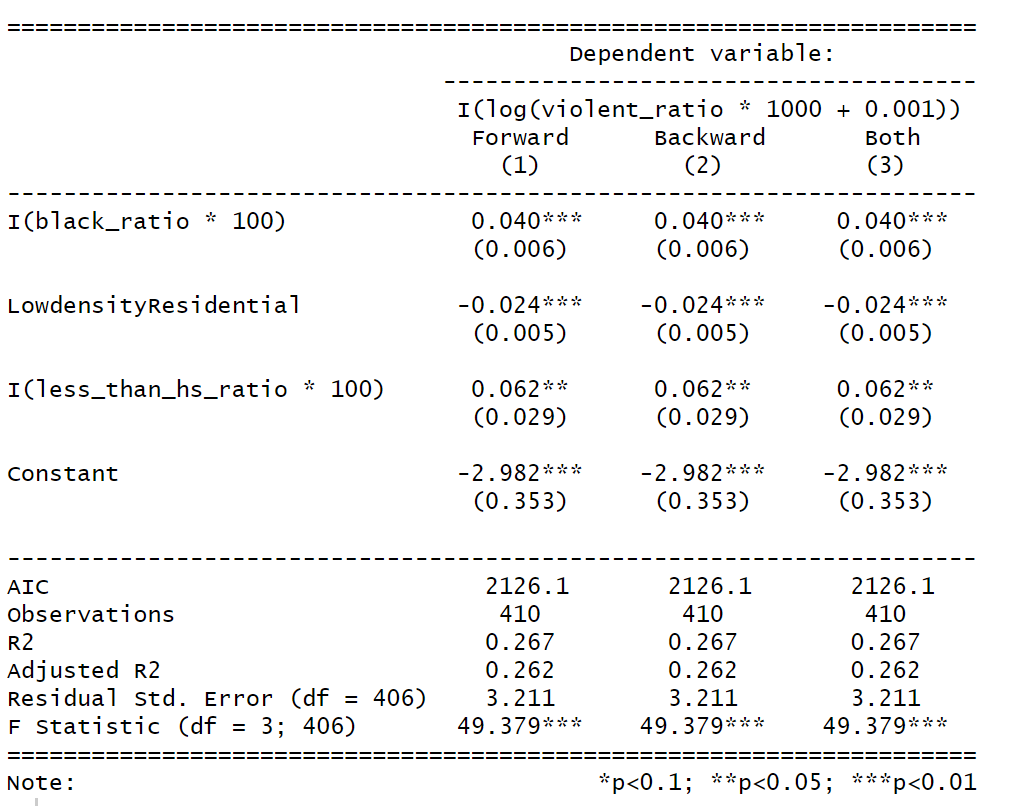 =====================================================================
Dependent variable:
--------------------------------------
I(log(violent_ratio * 1000 + 0.001))
Forward Backward Both
(1) (2) (3)
---------------------------------------------------------------------
I(black_ratio * 100) 0.040*** 0.040*** 0.040***
(0.006) (0.006) (0.006)
LowdensityResidential -0.024*** -0.024*** -0.024***
(0.005) (0.005) (0.005)
I(less_than_hs_ratio * 100) 0.062** 0.062** 0.062**
(0.029) (0.029) (0.029)
Constant -2.982*** -2.982*** -2.982***
(0.353) (0.353) (0.353)
---------------------------------------------------------------------
AIC 2126.1 2126.1 2126.1
Observations 410 410 410
R2 0.267 0.267 0.267
Adjusted R2 0.262 0.262 0.262
Residual Std. Error (df = 406) 3.211 3.211 3.211
F Statistic (df = 3; 406) 49.379*** 49.379*** 49.379***
=====================================================================
Note: *p<0.1; **p<0.05; ***p<0.01